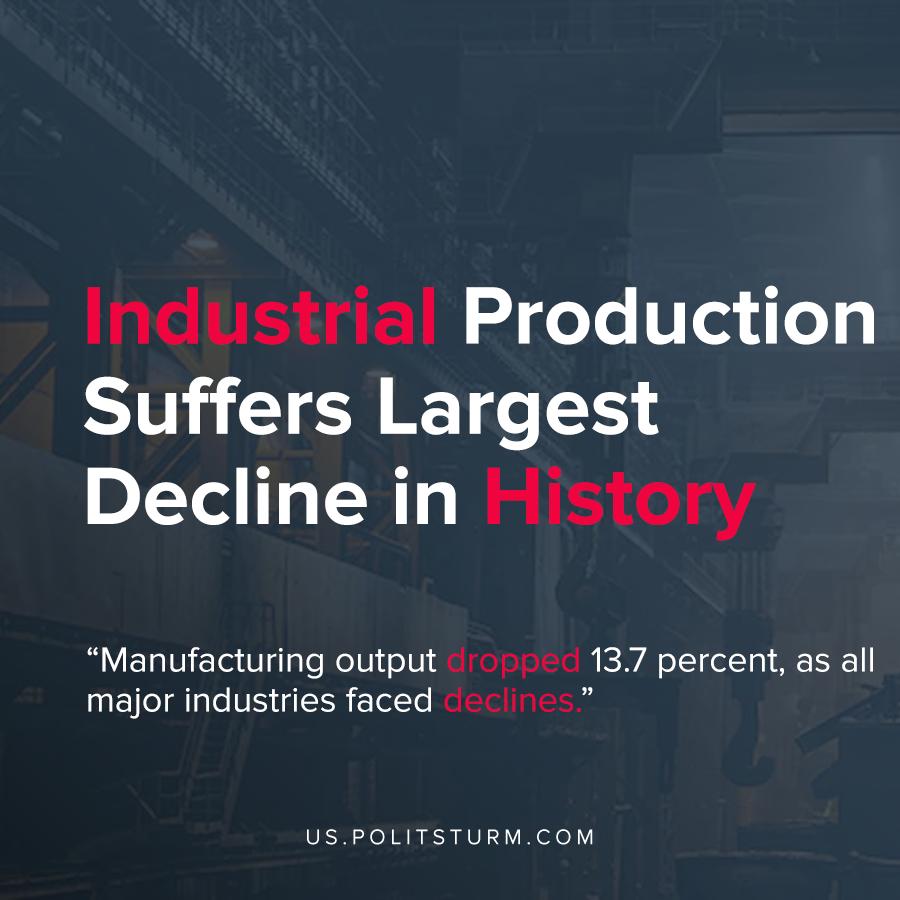 Industrial Production
Suffers Largest
Decline in History
“Manufacturing output dropped 13.7 percent, as all
major industries faced declines.”
US.POLITSTURM.COM